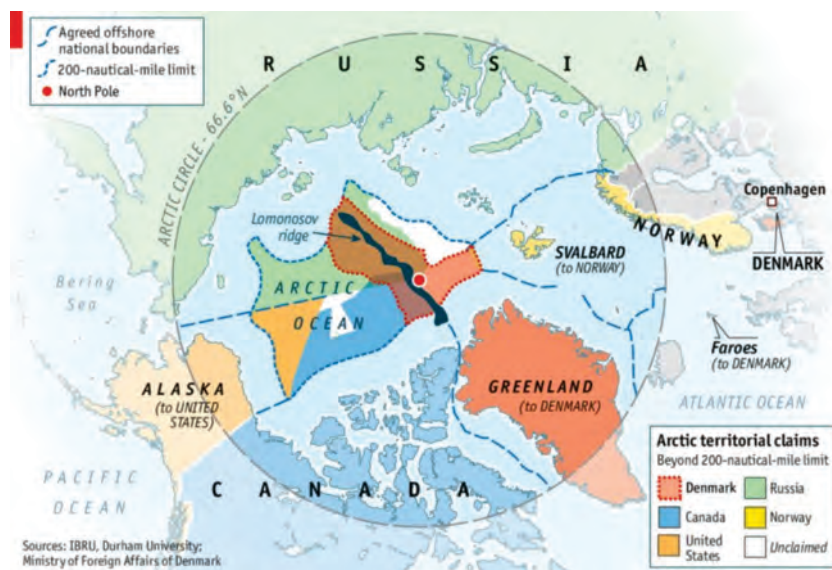 Agreed offshore
national boundaries
200-nautical-mile limit
North Pole
RUSSIA
ARCTIC CIRCLE - 66.6°N
Lomonosov
ridge
Copenhagen
NORWAY
DENMARK
SVALBARD
(to NORWAY)
Bering
Sea
ARCTIC
OCEAN
Faroes
(to DENMARK)
ALASKA
(to UNITED
STATES)
GREENLAND
(to DENMARK)
ATLANTIC OCEAN
PACIFIC
OCEAN
CANADA
Arctic territorial claims
Beyond 200-nautical-mile limit
Denmark
Russia
Canada
Norway
United
States
Unclaimed
Sources: IBRU, Durham University;
Ministry of Foreign Affairs of Denmark